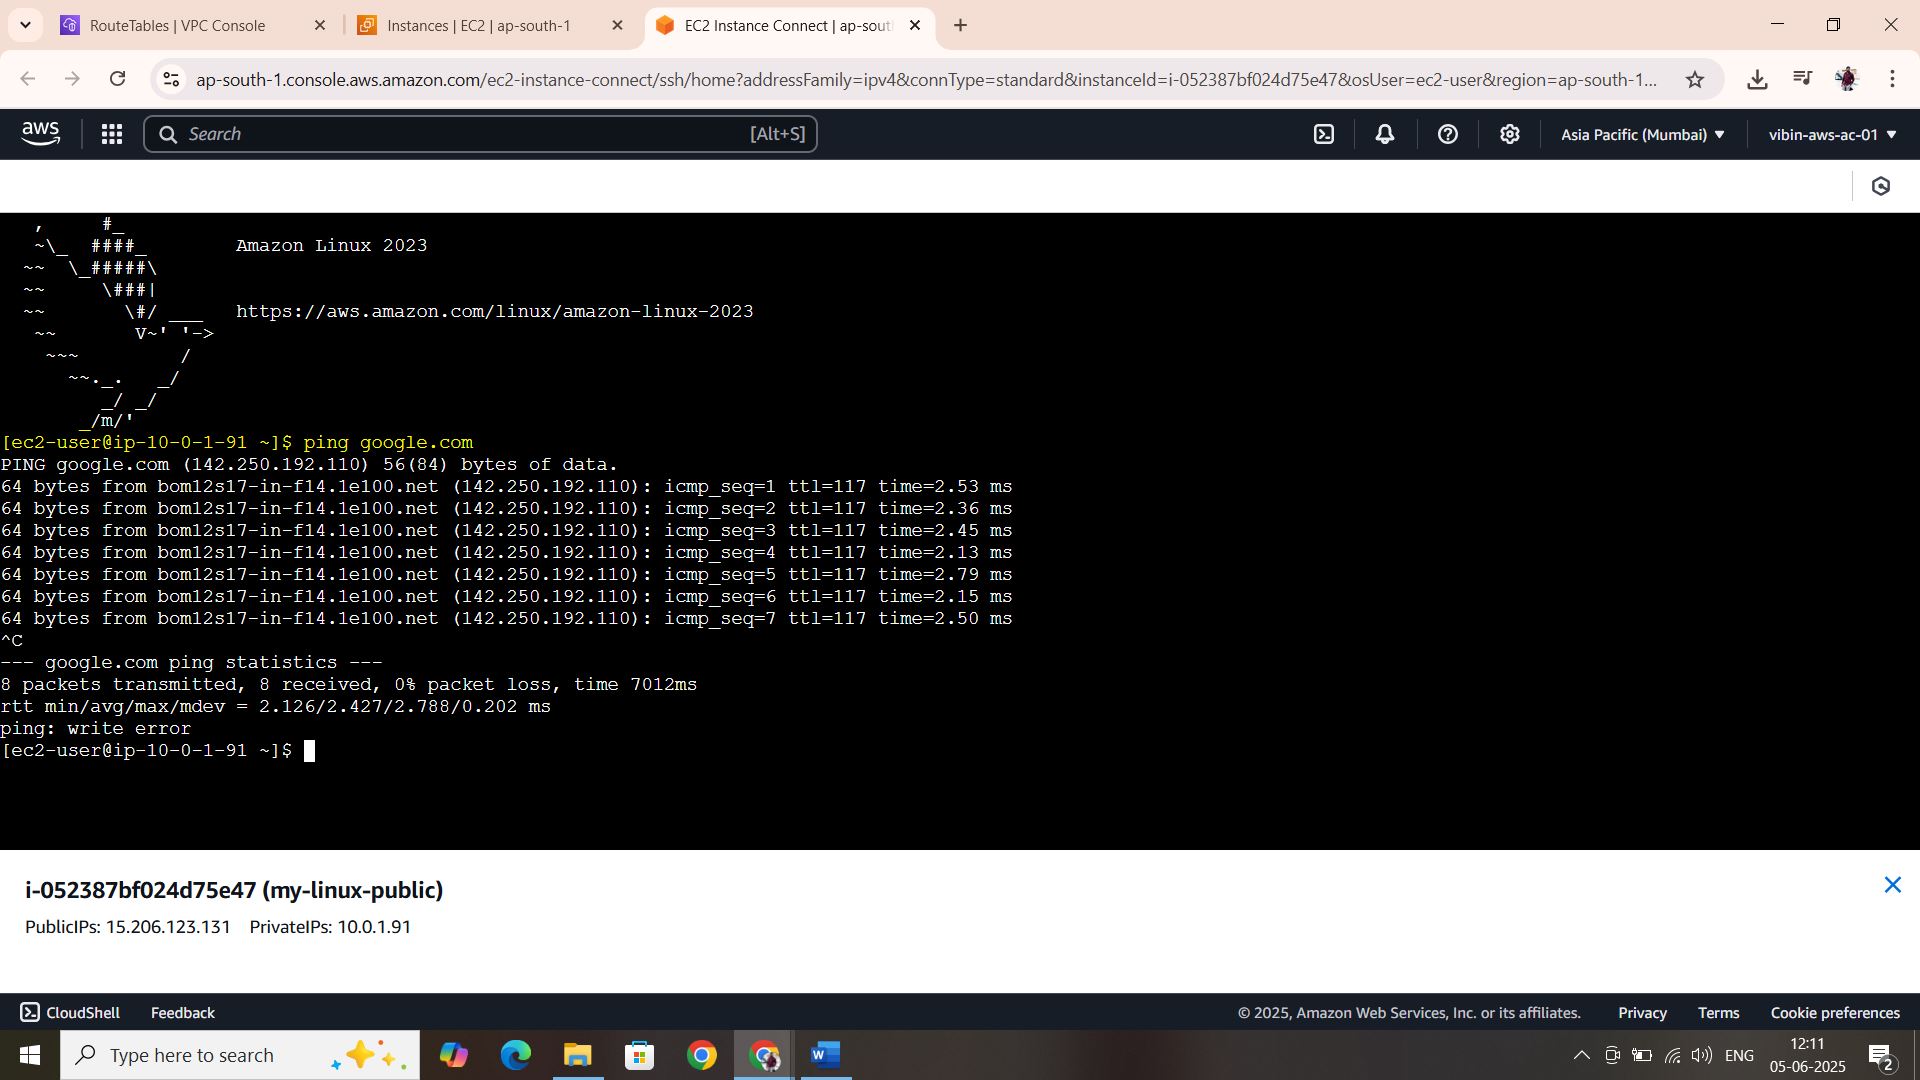 RouteTables | VPC Console
Instances | EC2 | ap-south-1
EC2 Instance Connect | ap-sout
ap-south-1.console.aws.amazon.com/ec2-instance-connect/ssh/home?addressFamily=ipv4&connType=standard&instanceId=i-052387bf024d75e47&osUser=ec2-user&region=ap-south-1...
aws
Search
[Alt+S]
Asia Pacific (Mumbai)
vibin-aws-ac-01
   ,     #_
   ~\_  ####_        Amazon Linux 2023
  ~~  \_#####\
  ~~     \###|
  ~~       \#/ ___   https://aws.amazon.com/linux/amazon-linux-2023
   ~~       V~' '->
    ~~~         /
      ~~._.   _/
         _/ _/
       _/m/'
[ec2-user@ip-10-0-1-91 ~]$ ping google.com
PING google.com (142.250.192.110) 56(84) bytes of data.
64 bytes from bom12s17-in-f14.1e100.net (142.250.192.110): icmp_seq=1 ttl=117 time=2.53 ms
64 bytes from bom12s17-in-f14.1e100.net (142.250.192.110): icmp_seq=2 ttl=117 time=2.36 ms
64 bytes from bom12s17-in-f14.1e100.net (142.250.192.110): icmp_seq=3 ttl=117 time=2.45 ms
64 bytes from bom12s17-in-f14.1e100.net (142.250.192.110): icmp_seq=4 ttl=117 time=2.13 ms
64 bytes from bom12s17-in-f14.1e100.net (142.250.192.110): icmp_seq=5 ttl=117 time=2.79 ms
64 bytes from bom12s17-in-f14.1e100.net (142.250.192.110): icmp_seq=6 ttl=117 time=2.15 ms
64 bytes from bom12s17-in-f14.1e100.net (142.250.192.110): icmp_seq=7 ttl=117 time=2.50 ms
^C
--- google.com ping statistics ---
8 packets transmitted, 8 received, 0% packet loss, time 7012ms
rtt min/avg/max/mdev = 2.126/2.427/2.788/0.202 ms
ping: write error
[ec2-user@ip-10-0-1-91 ~]$
i-052387bf024d75e47 (my-linux-public)
PublicIPs: 15.206.123.131 PrivateIPs: 10.0.1.91
CloudShell
Feedback
© 2025, Amazon Web Services, Inc. or its affiliates.
Privacy
Terms
Cookie preferences
Type here to search
ENG
12:11
05-06-2025
2